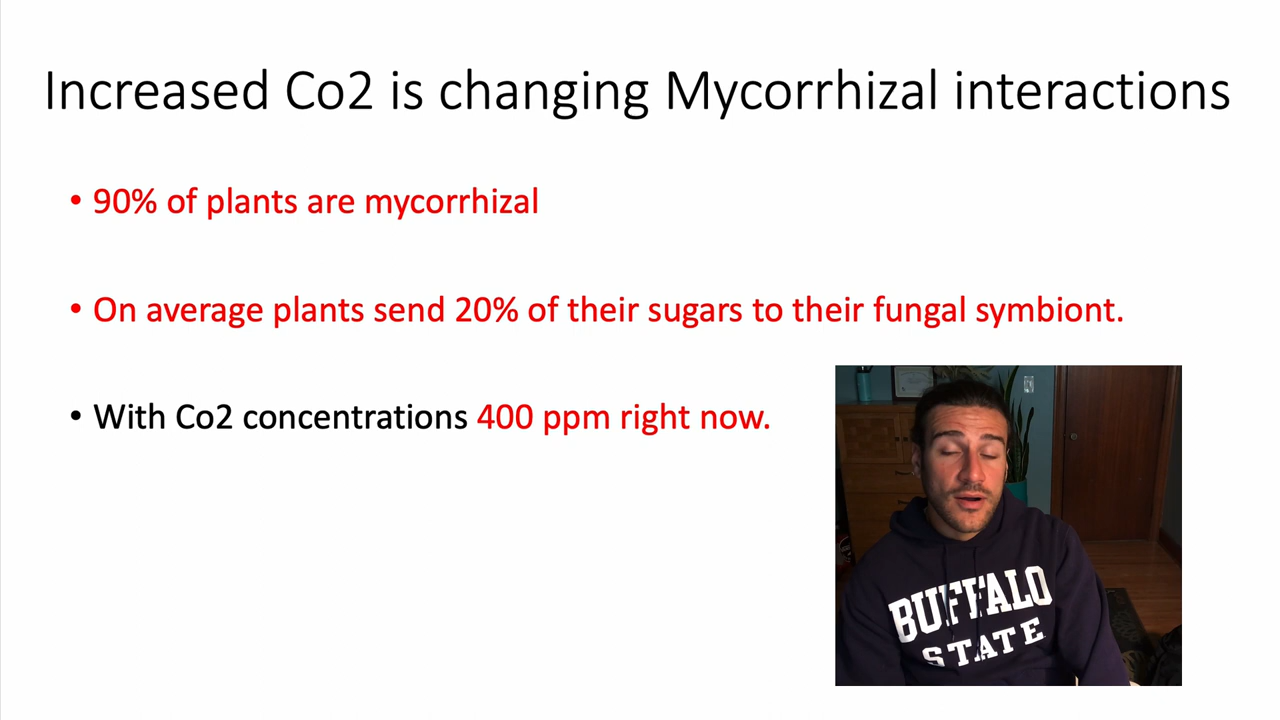 Increased Co2 is changing Mycorrhizal interactions
• 90% of plants are mycorrhizal
• On average plants send 20% of their sugars to their fungal symbiont.
• With Co2 concentrations 400 ppm right now.
BUFFALO
STATE